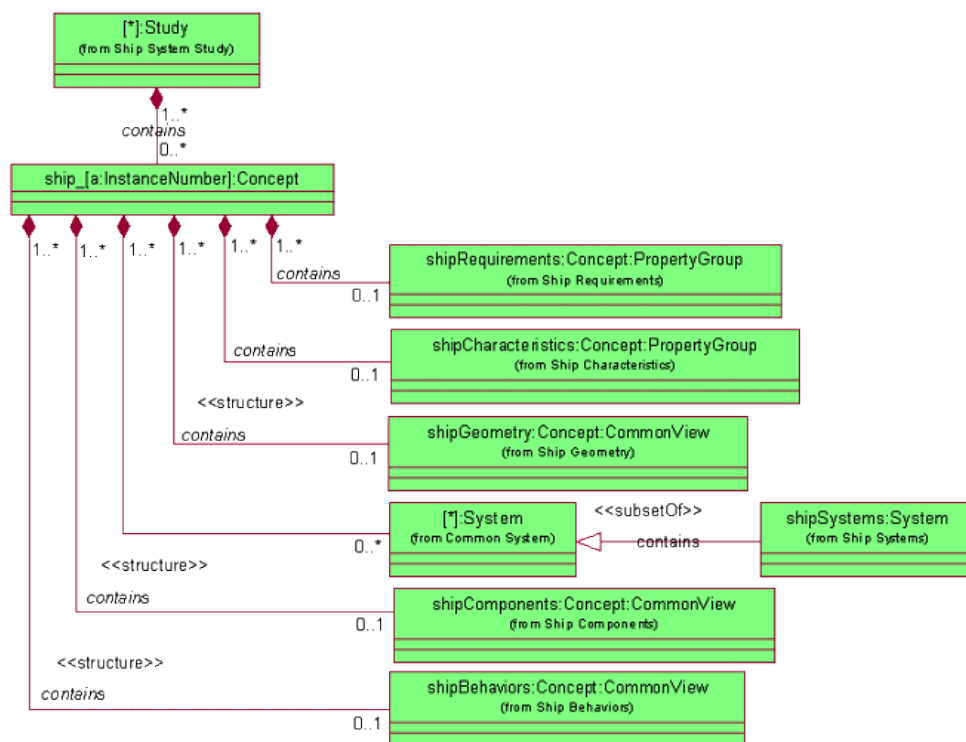 [*]:Study
(from Ship System Study)
1..*
contains
0..*
ship_[a:InstanceNumber]:Concept
1..* 1..* 1..* 1..* 1..* 1..*
contains
0..1
shipRequirements:Concept:PropertyGroup
(from Ship Requirements)
contains
0..1
shipCharacteristics:Concept:PropertyGroup
(from Ship Characteristics)
<<structure>>
contains
0..1
shipGeometry:Concept:CommonView
(from Ship Geometry)
0..*
[*]:System
(from Common System)
<<subsetOf>>
contains
shipSystems:System
(from Ship Systems)
<<structure>>
contains
0..1
shipComponents:Concept:CommonView
(from Ship Components)
<<structure>>
contains
0..1
shipBehaviors:Concept:CommonView
(from Ship Behaviors)